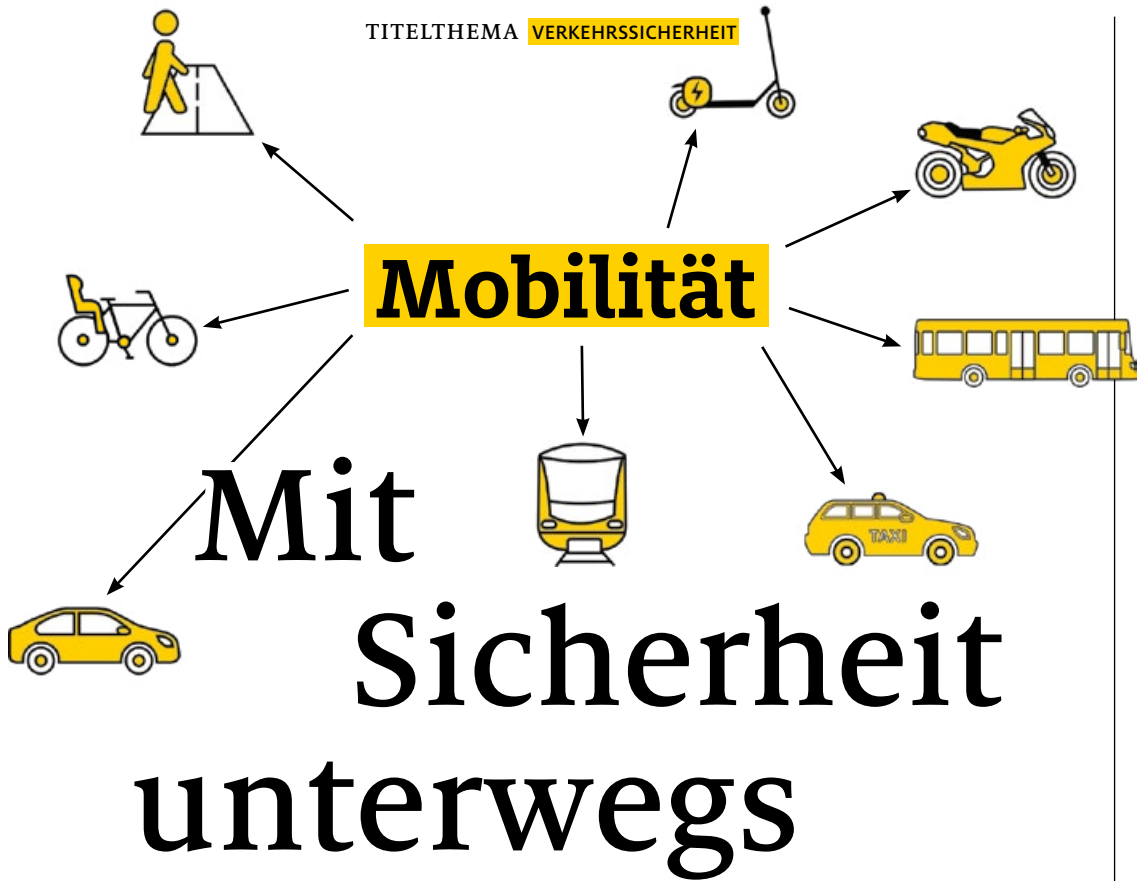 TITELTHEMA VERKEHRSSICHERHEIT
Mobilität
Mit
TAXI
Sicherheit
unterwegs